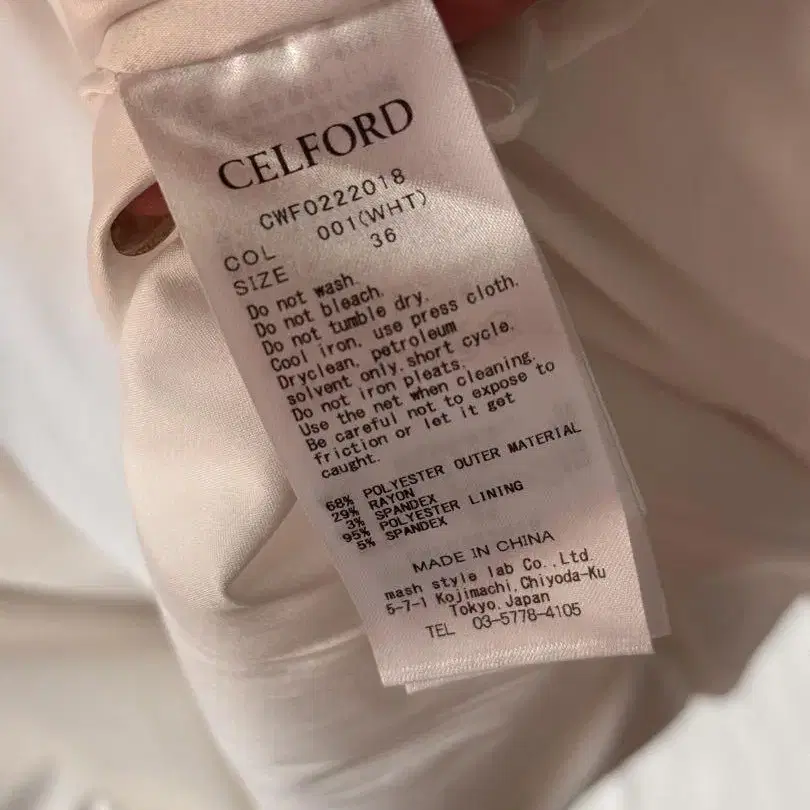 CELFORD
CWF0222018
COL 001(WHT)
SIZE 36
Do not wash.
Do not bleach.
Do not tumble dry.
Cool iron, use press cloth.
Dryclean, petroleum
solvent only.short cycle.
Do not iron pleats.
Use the net when cleaning.
Be careful not to expose to
friction or let it get
caught.
68% POLYESTER OUTER MATERIAL
29% RAYON
3% SPANDEX
95% POLYESTER LINING
5% SPANDEX
MADE IN CHINA
mash style lab Co.,Ltd
5-7-1 Kojimachi,Chiyoda-Ku
Tokyo,Japan
TEL 03-5778-4105